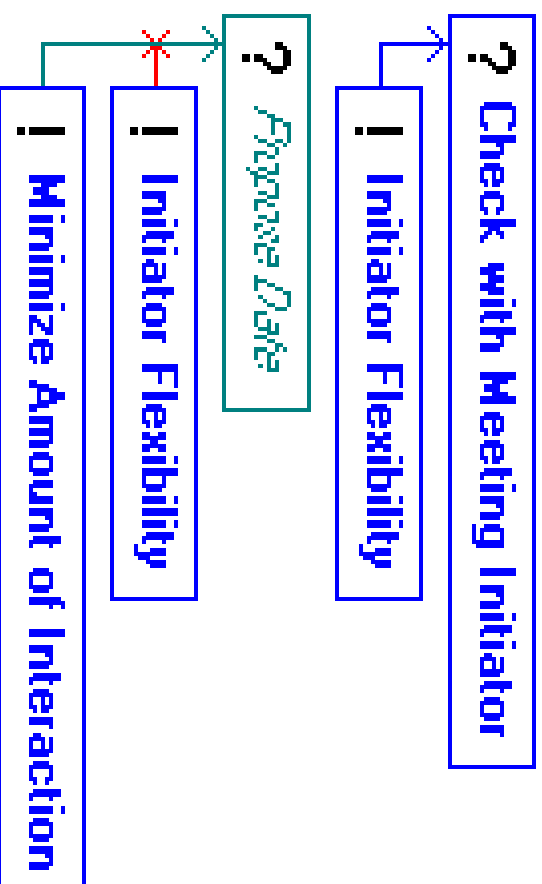 ? Check with Meeting Initiator
! Initiator Flexibility
? Propose Date
! Initiator Flexibility
! Minimize Amount of Interaction